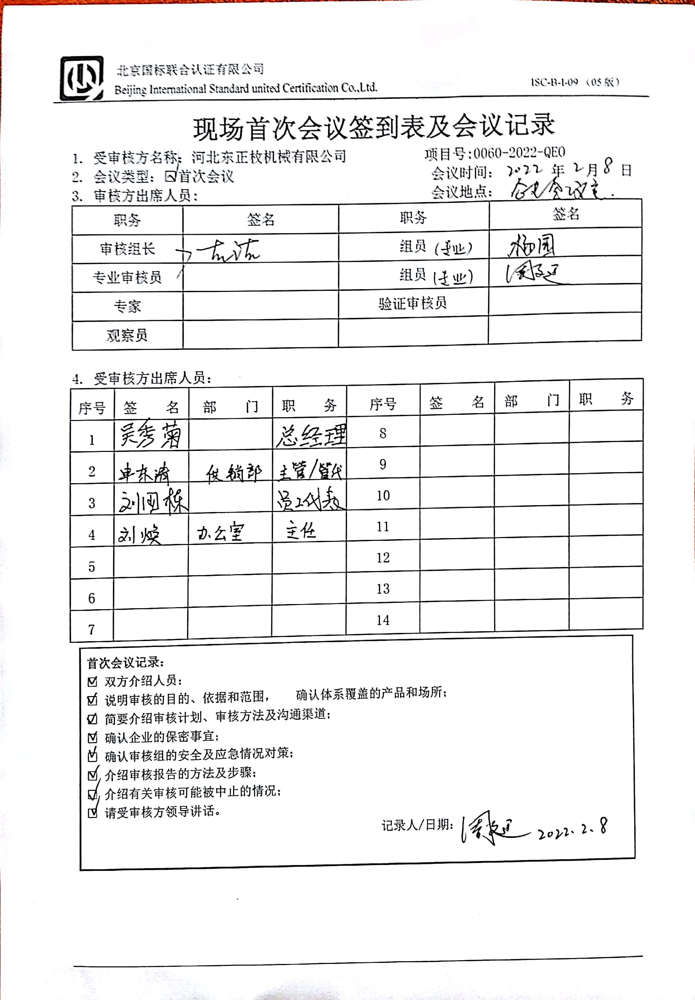 北京国标联合认证有限公司
Beijing International Standard united Certification Co.,Ltd.
ISC-B-I-09（05版）
现场首次会议签到表及会议记录
1. 受审核方名称：河北东正枚机械有限公司 项目号:0060-2022-QEO
2. 会议类型：☑首次会议 会议时间： 2022 年 2 月 8 日
3. 审核方出席人员： 会议地点： 会议室.
职务 签名 职务 签名
审核组长 组员（专业） 杨园
专业审核员 组员（专业）
专家 验证审核员
观察员
4. 受审核方出席人员：
序号 签 名 部 门 职 务 序号 签 名 部 门 职 务
1 吴秀菊 总经理 8
2 申东涛 供销部 主管/管代 9
3 刘国栋 员工代表 10
4 刘焕 办公室 主任 11
5 12
6 13
7 14
首次会议记录：
☑ 双方介绍人员；
☑ 说明审核的目的、依据和范围， 确认体系覆盖的产品和场所；
☑ 简要介绍审核计划、审核方法及沟通渠道；
☑ 确认企业的保密事宜；
☑ 确认审核组的安全及应急情况对策；
☑ 介绍审核报告的方法及步骤；
☑ 介绍有关审核可能被中止的情况；
☑ 请受审核方领导讲话。
记录人/日期： 2022.2.8